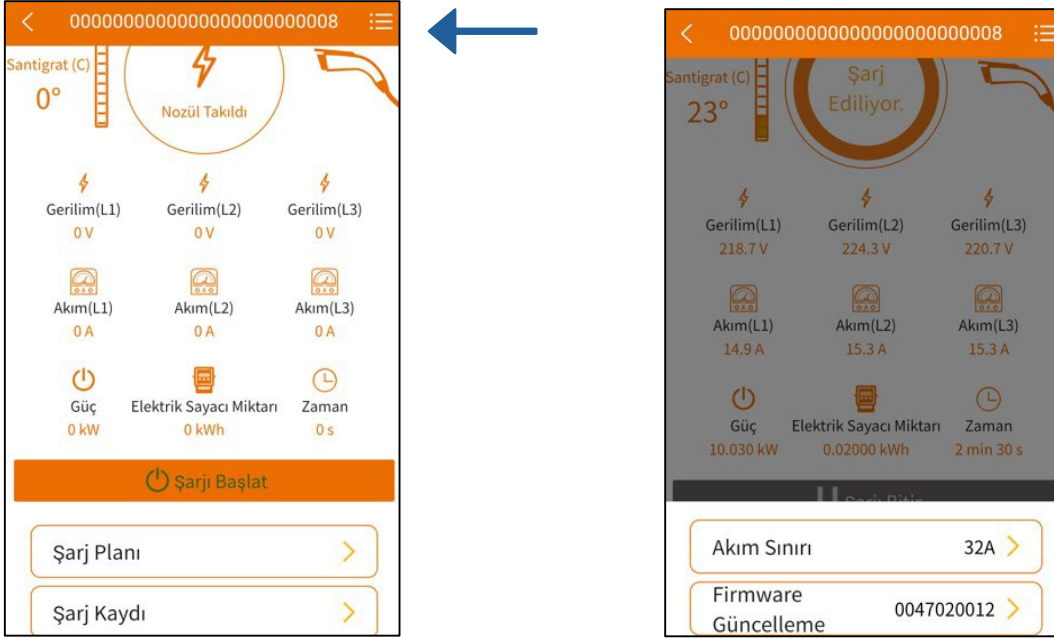 0000000000000000000000008
Santigrat (C)
0°
Nozül Takıldı
Gerilim(L1) Gerilim(L2) Gerilim(L3)
0 V 0 V 0 V
Akım(L1) Akım(L2) Akım(L3)
0 A 0 A 0 A
Güç Elektrik Sayacı Miktarı Zaman
0 kW 0 kWh 0 s
Şarjı Başlat
Şarj Planı
Şarj Kaydı
0000000000000000000000008
Santigrat (C)
23°
Şarj
Ediliyor.
Gerilim(L1) Gerilim(L2) Gerilim(L3)
218.7 V 224.3 V 220.7 V
Akım(L1) Akım(L2) Akım(L3)
14.9 A 15.3 A 15.3 A
Güç Elektrik Sayacı Miktarı Zaman
10.030 kW 0.02000 kWh 2 min 30 s
Şarjı Bitir
Akım Sınırı 32A
Firmware
Güncelleme 0047020012